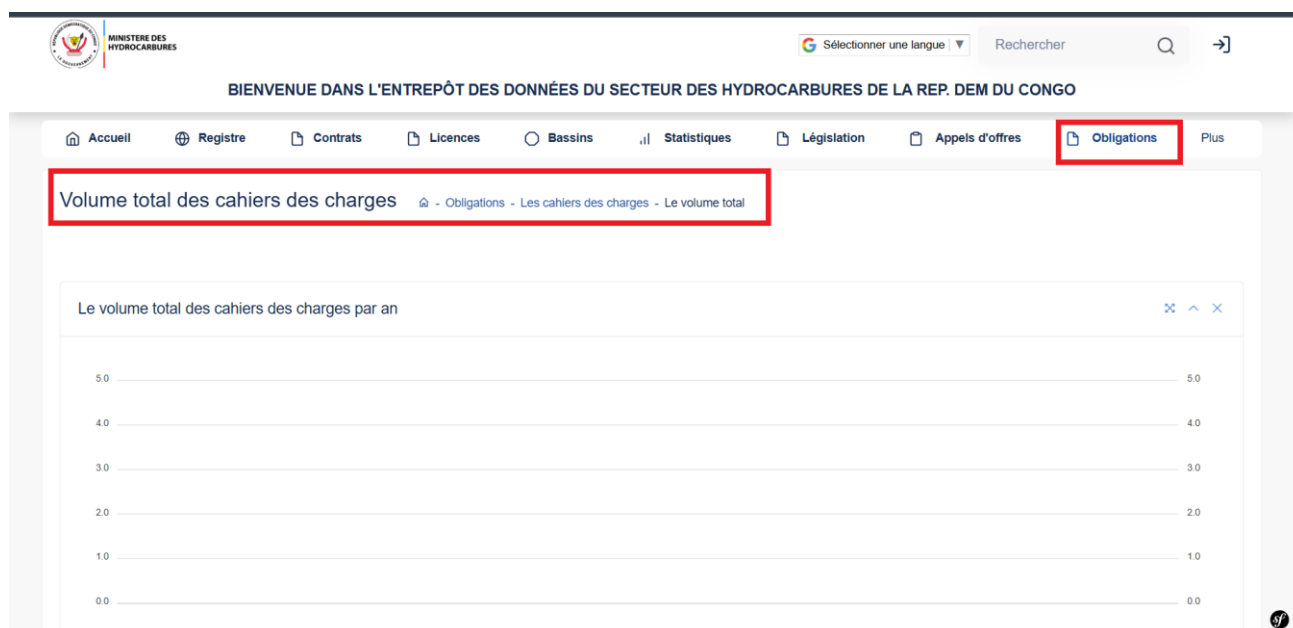 MINISTERE DES
HYDROCARBURES
Sélectionner une langue ▼
Rechercher
BIENVENUE DANS L'ENTREPÔT DES DONNÉES DU SECTEUR DES HYDROCARBURES DE LA REP. DEM DU CONGO
Accueil Registre Contrats Licences Bassins Statistiques Législation Appels d'offres Obligations Plus
Volume total des cahiers des charges - Obligations - Les cahiers des charges - Le volume total
Le volume total des cahiers des charges par an
5.0 5.0
4.0 4.0
3.0 3.0
2.0 2.0
1.0 1.0
0.0 0.0
sf